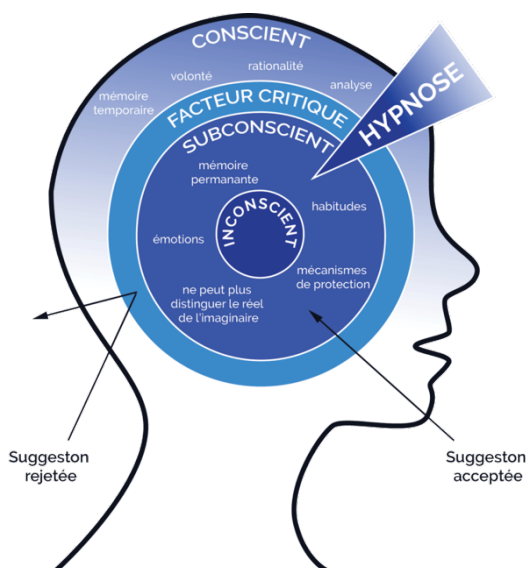 CONSCIENT
volonté
rationalité
mémoire
temporaire
analyse
HYPNOSE
FACTEUR CRITIQUE
SUBCONSCIENT
mémoire
permanante
habitudes
INCONSCIENT
émotions
mécanismes
de protection
ne peut plus
distinguer le réel
de l'imaginaire
Suggeston
rejetée
Suggeston
acceptée